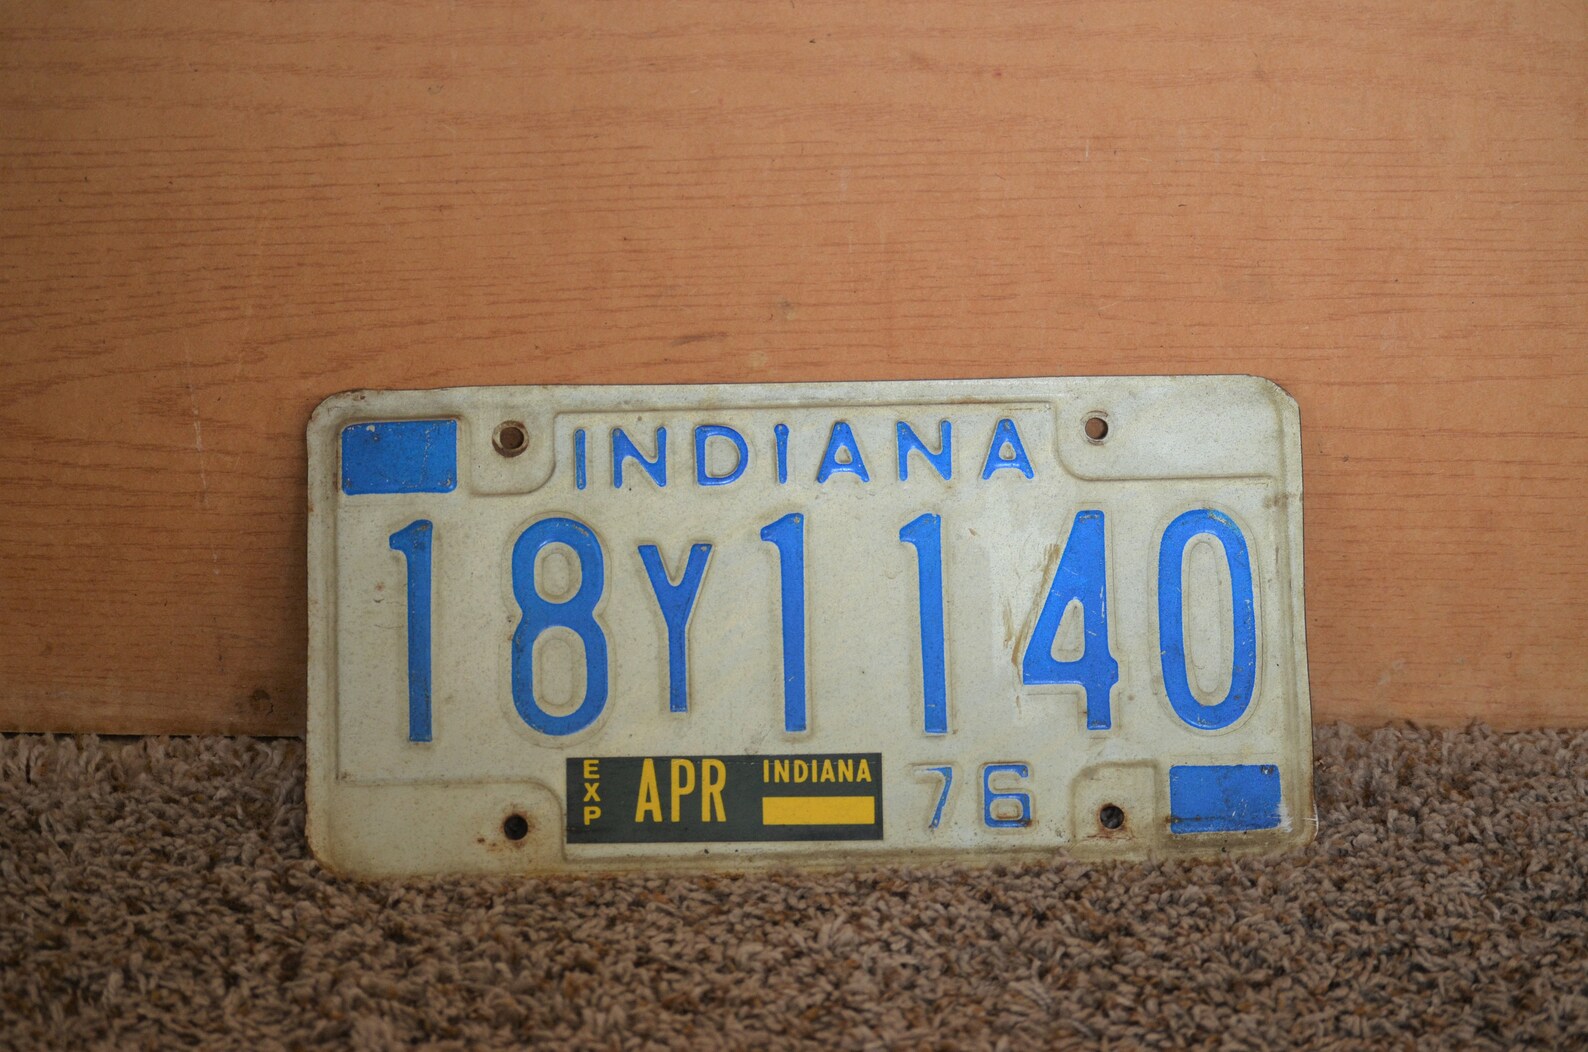 INDIANA
18Y1140
EXP APR INDIANA 76